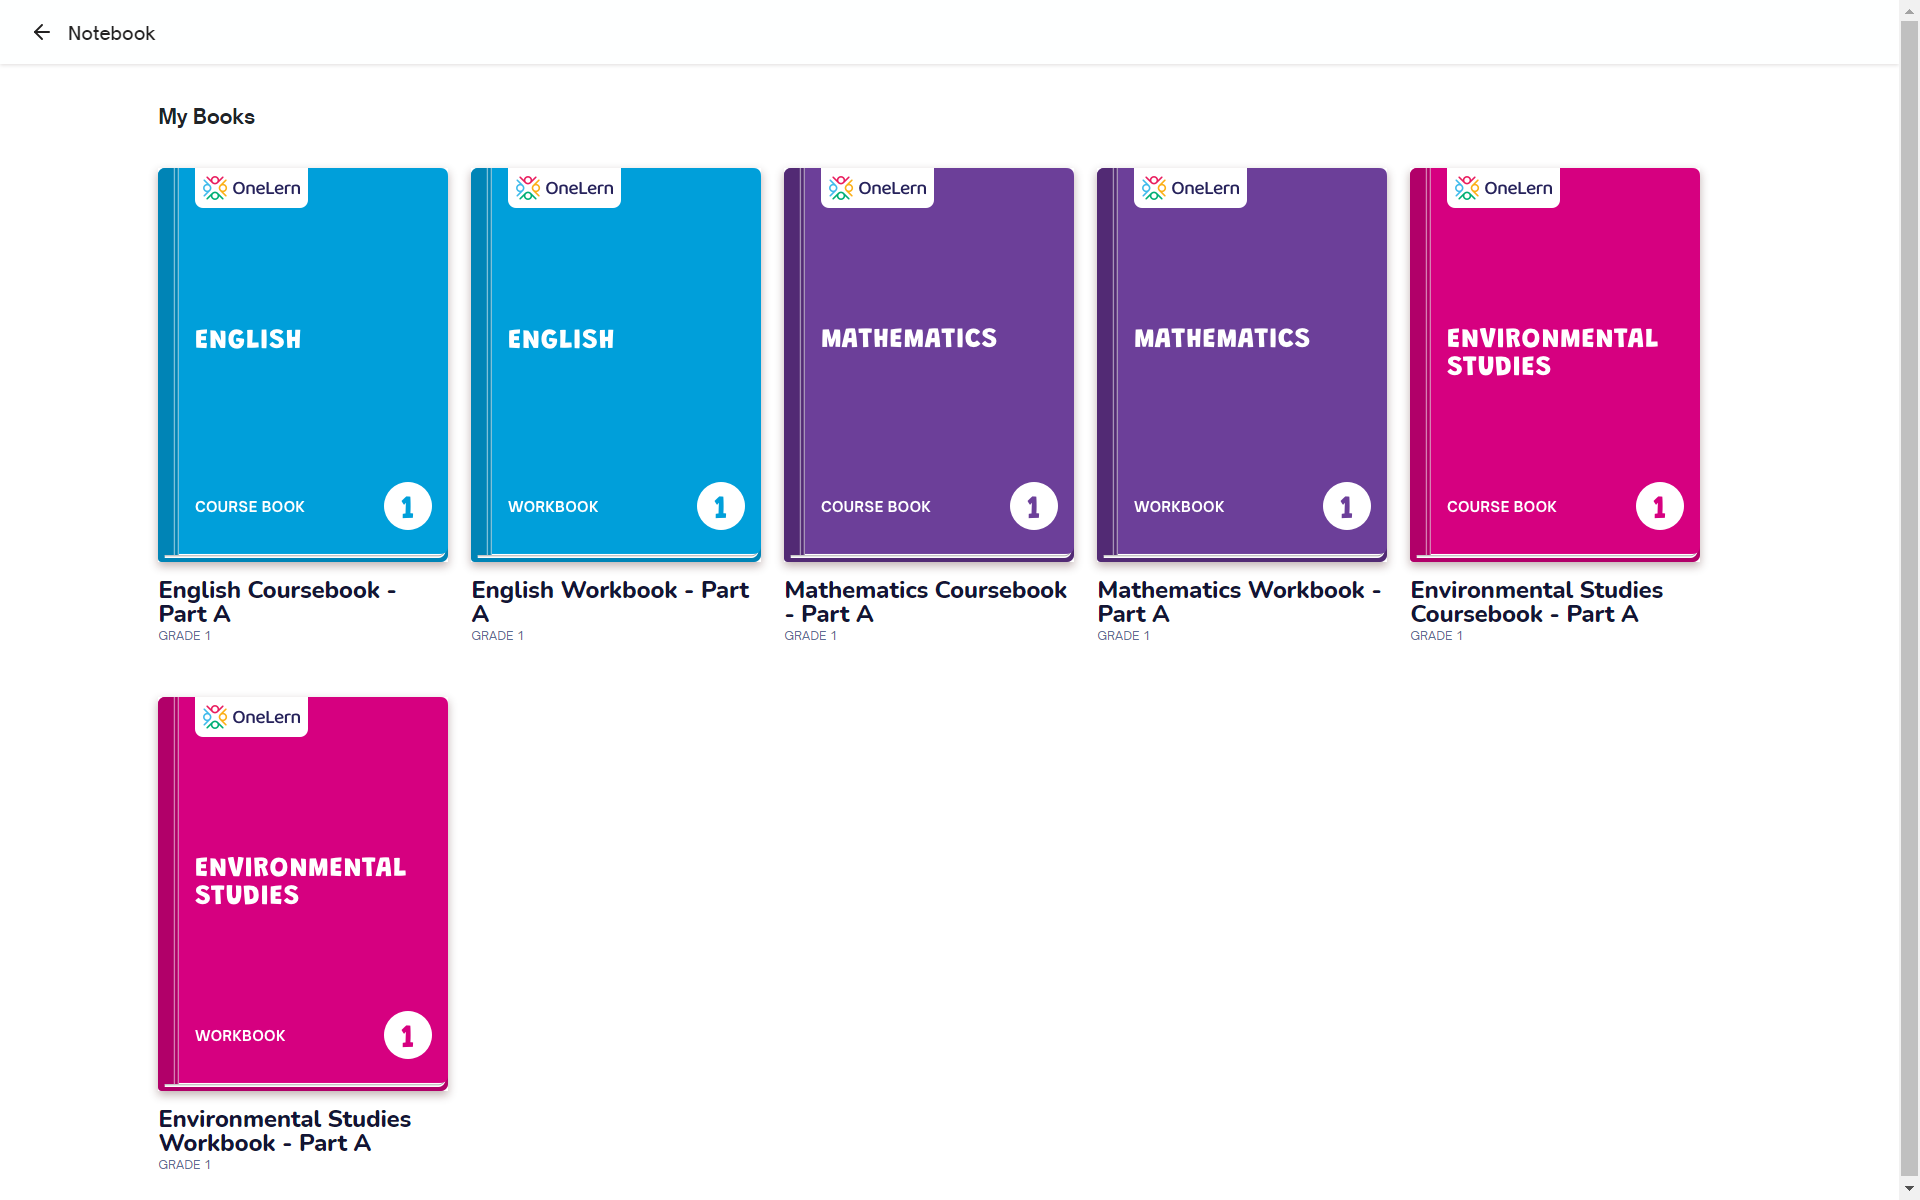 Notebook
My Books
OneLern
ENGLISH
COURSE BOOK
1
English Coursebook -
Part A
GRADE 1
OneLern
ENGLISH
WORKBOOK
1
English Workbook - Part
A
GRADE 1
OneLern
MATHEMATICS
COURSE BOOK
1
Mathematics Coursebook
- Part A
GRADE 1
OneLern
MATHEMATICS
WORKBOOK
1
Mathematics Workbook -
Part A
GRADE 1
OneLern
ENVIRONMENTAL
STUDIES
COURSE BOOK
1
Environmental Studies
Coursebook - Part A
GRADE 1
OneLern
ENVIRONMENTAL
STUDIES
WORKBOOK
1
Environmental Studies
Workbook - Part A
GRADE 1